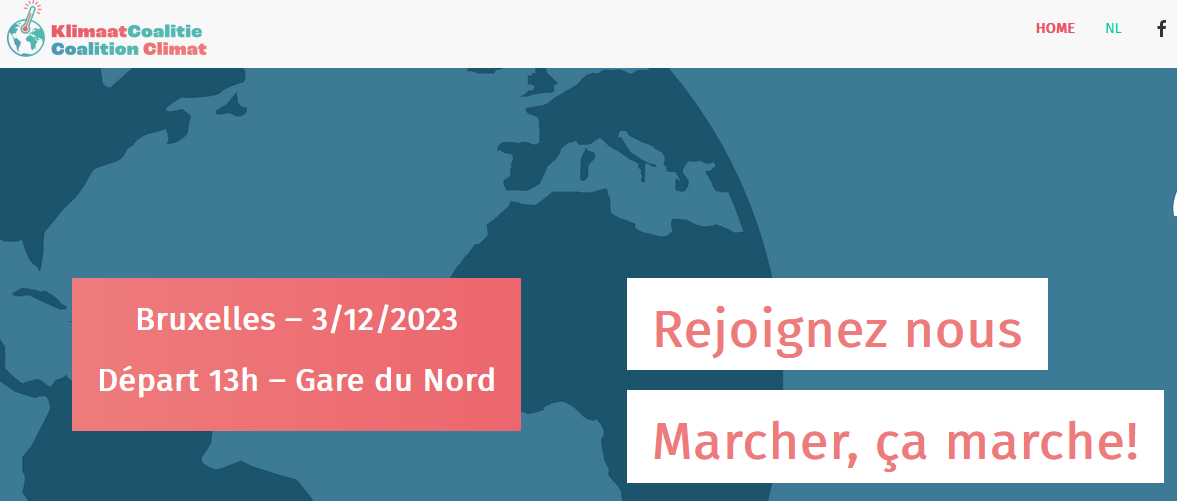 KlimaatCoalitie
Coalition Climat
HOME NL
Bruxelles – 3/12/2023
Départ 13h – Gare du Nord
Rejoignez nous
Marcher, ça marche!